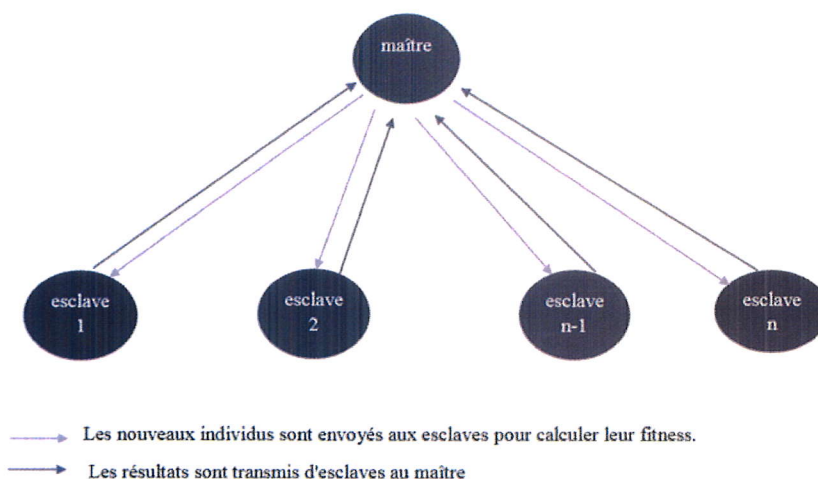 maître
esclave
1
esclave
2
esclave
n-1
esclave
n
Les nouveaux individus sont envoyés aux esclaves pour calculer leur fitness.
Les résultats sont transmis d'esclaves au maître